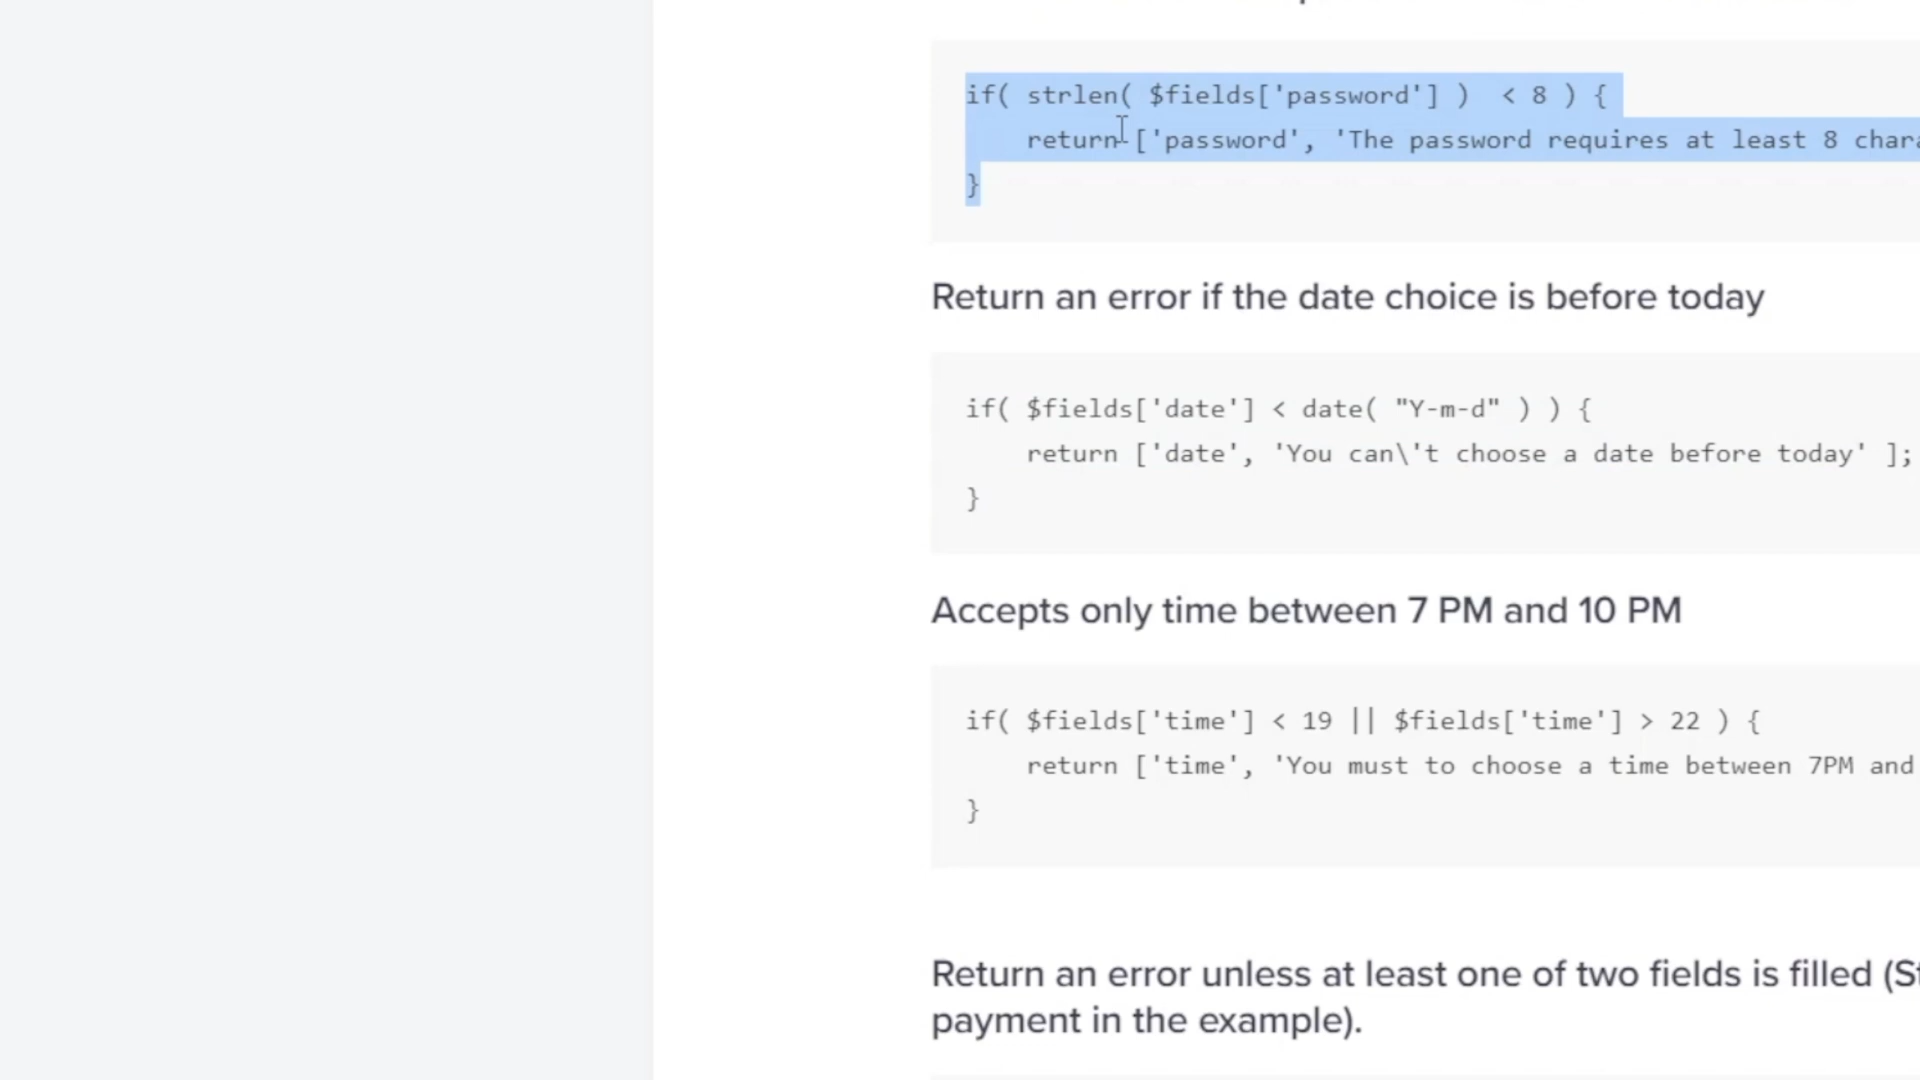 if( strlen( $fields['password'] )  < 8 ) {
    return ['password', 'The password requires at least 8
}
Return an error if the date choice is before today
if( $fields['date'] < date( "Y-m-d" ) ) {
    return ['date', 'You can\'t choose a date before today' ];
}
Accepts only time between 7 PM and 10 PM
if( $fields['time'] < 19 || $fields['time'] > 22 ) {
    return ['time', 'You must to choose a time between 7PM and
}
Return an error unless at least one of two fields is filled
payment in the example).